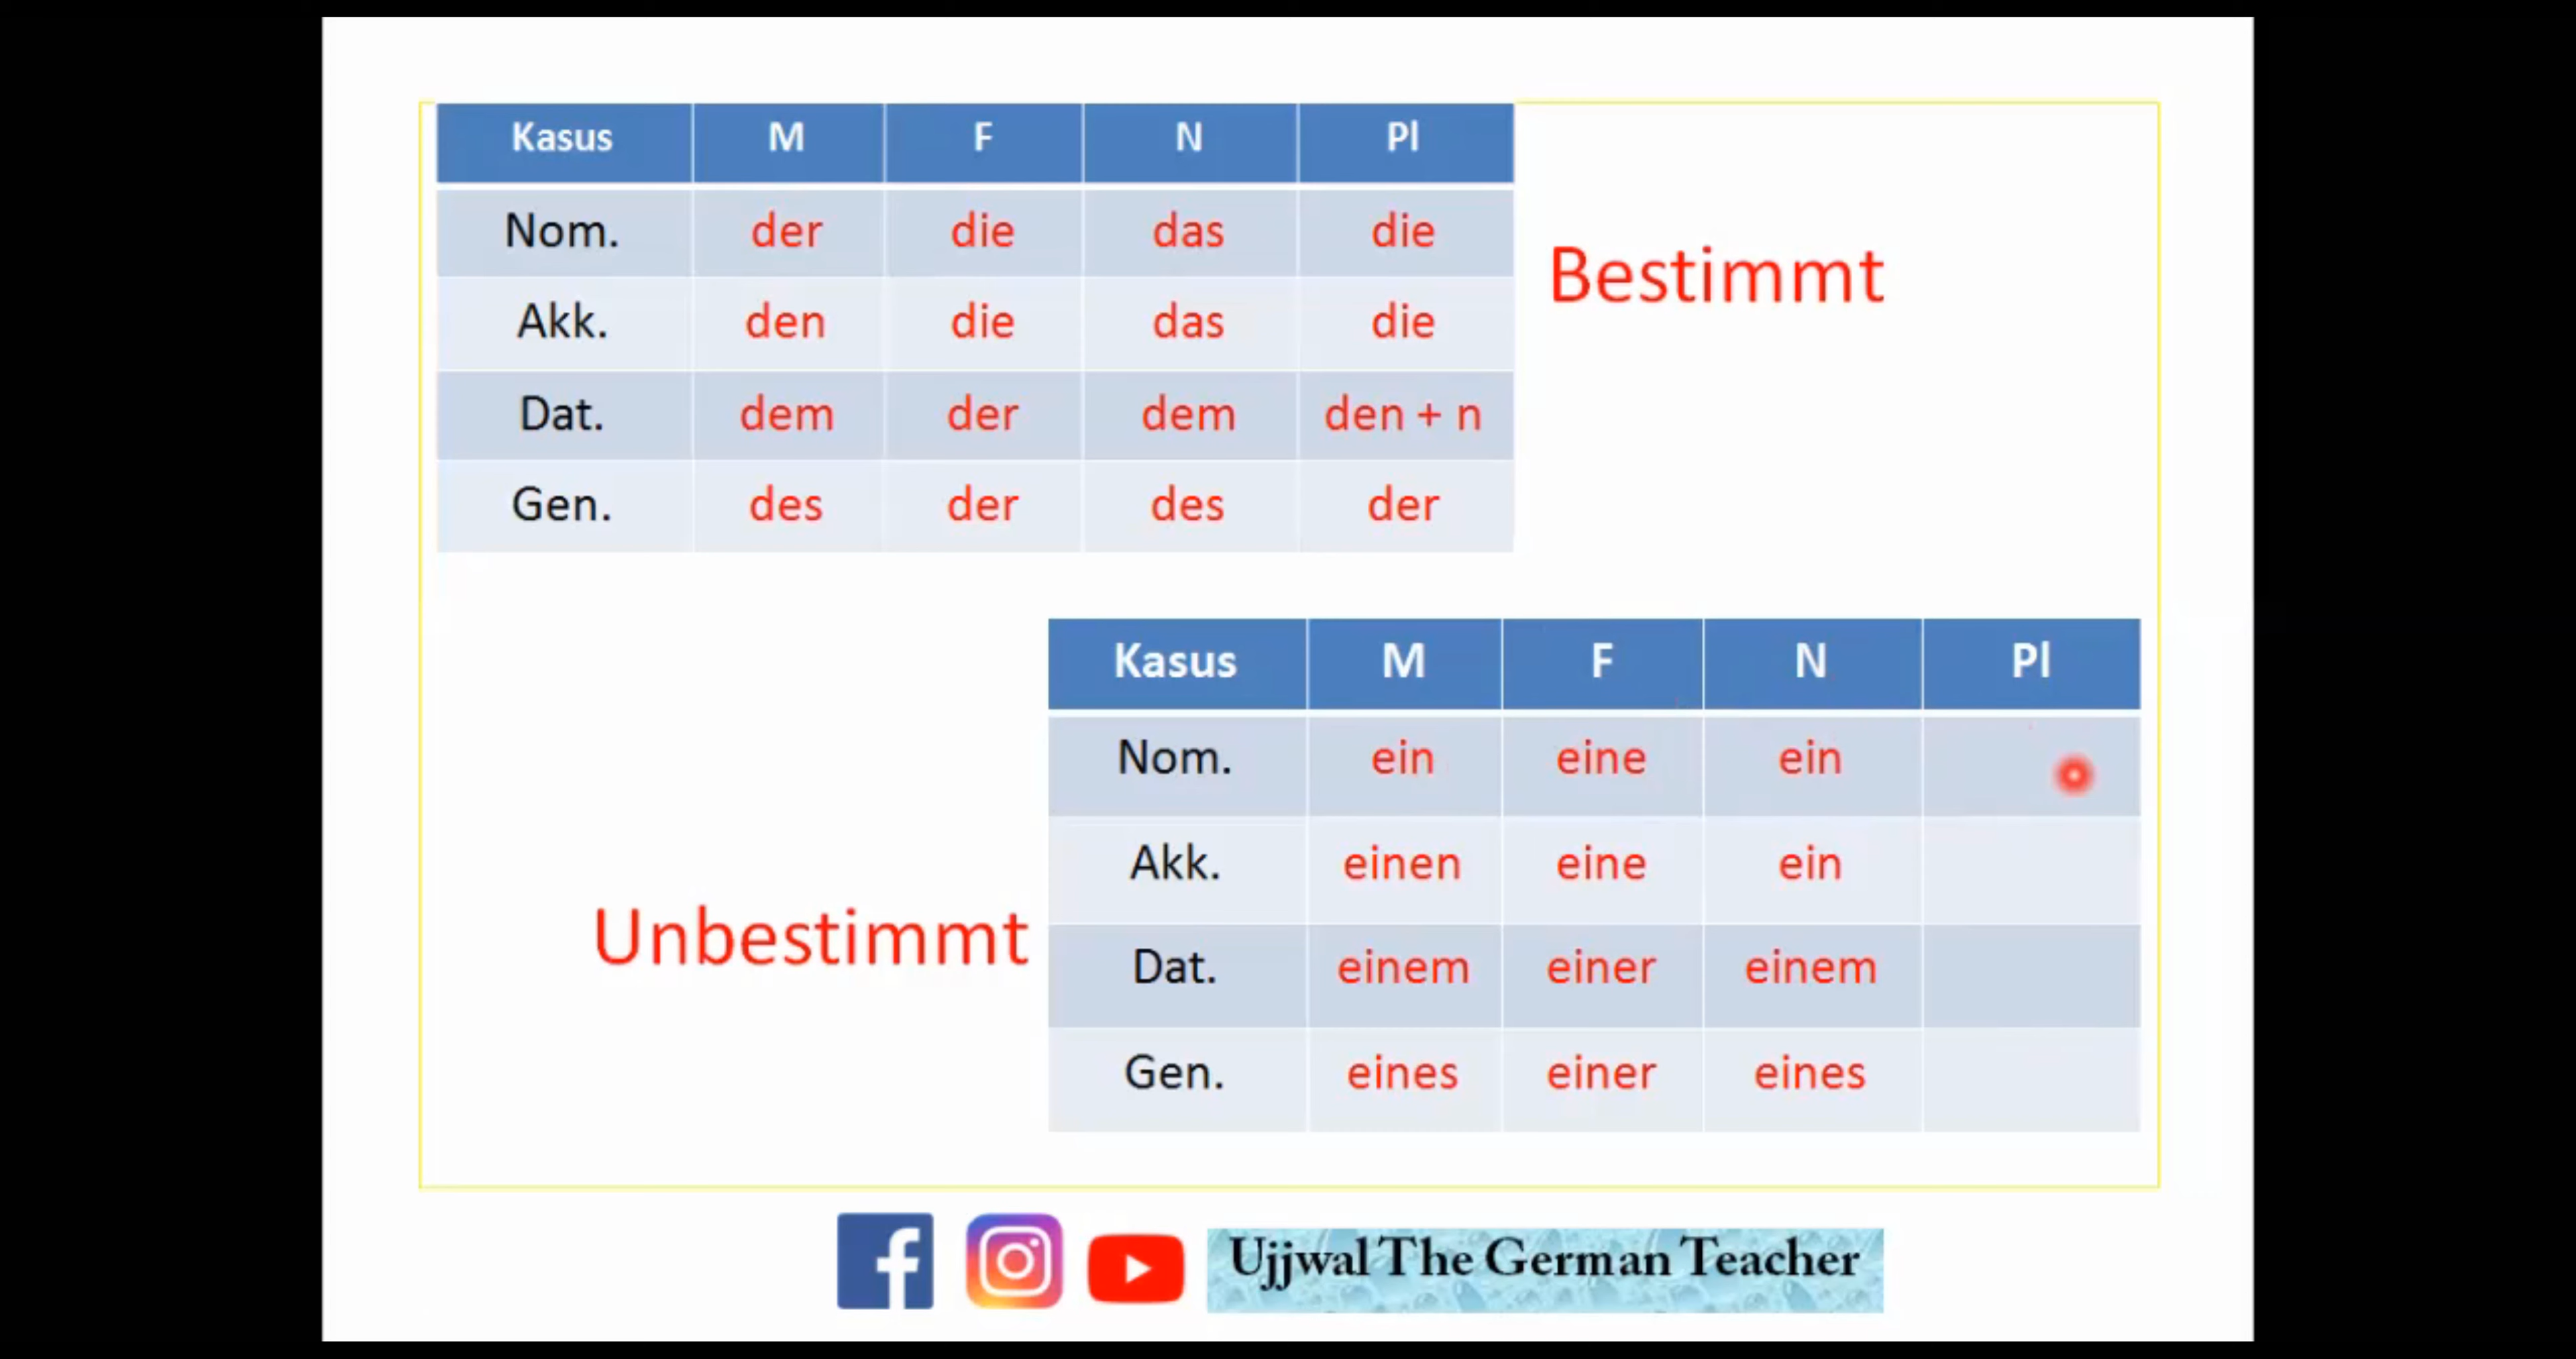 Kasus M F N Pl
Nom. der die das die
Akk. den die das die
Dat. dem der dem den + n
Gen. des der des der
Bestimmt
Unbestimmt
Kasus M F N Pl
Nom. ein eine ein
Akk. einen eine ein
Dat. einem einer einem
Gen. eines einer eines
Ujjwal The German Teacher